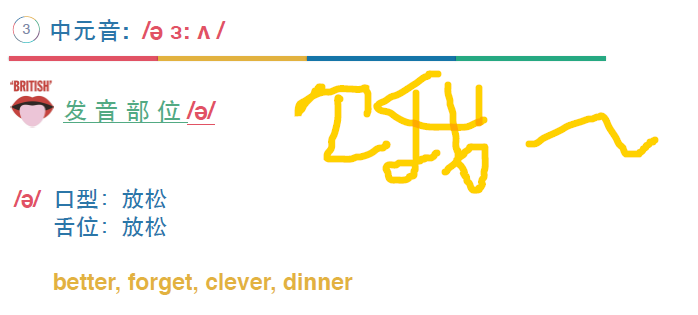 3 中元音: /ə ɜ: ʌ /
"BRITISH"
发音部位/ə/
/ə/ 口型: 放松
舌位: 放松
better, forget, clever, dinner